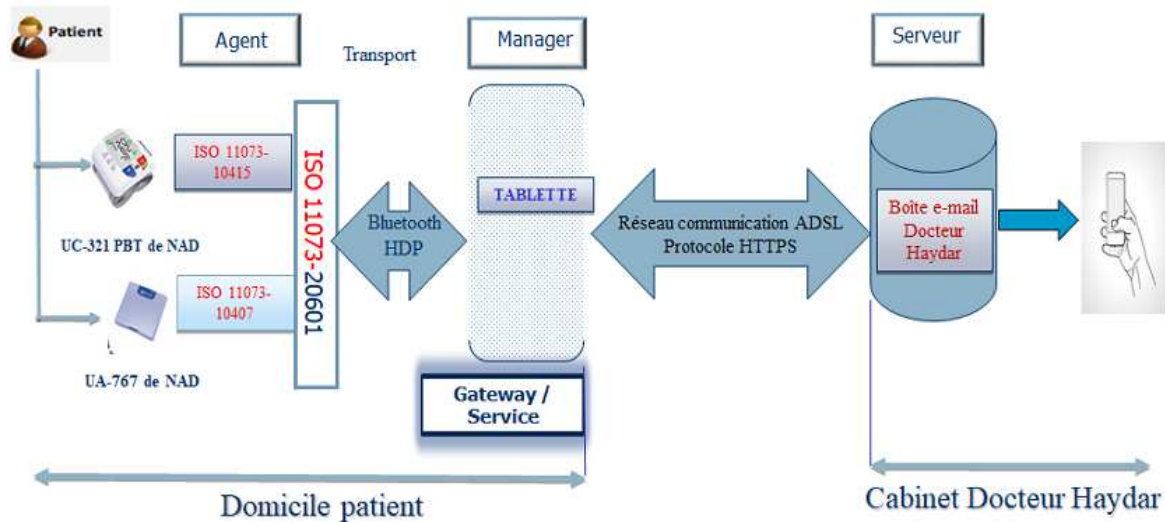 Patient
Agent
Transport
Manager
Serveur
ISO 11073-
10415
UC-321 PBT de NAD
ISO 11073-
10407
UA-767 de NAD
ISO 11073-20601
Bluetooth
HDP
TABLETTE
Gateway /
Service
Réseau communication ADSL
Protocole HTTPS
Boîte e-mail
Docteur
Haydar
Domicile patient
Cabinet Docteur Haydar